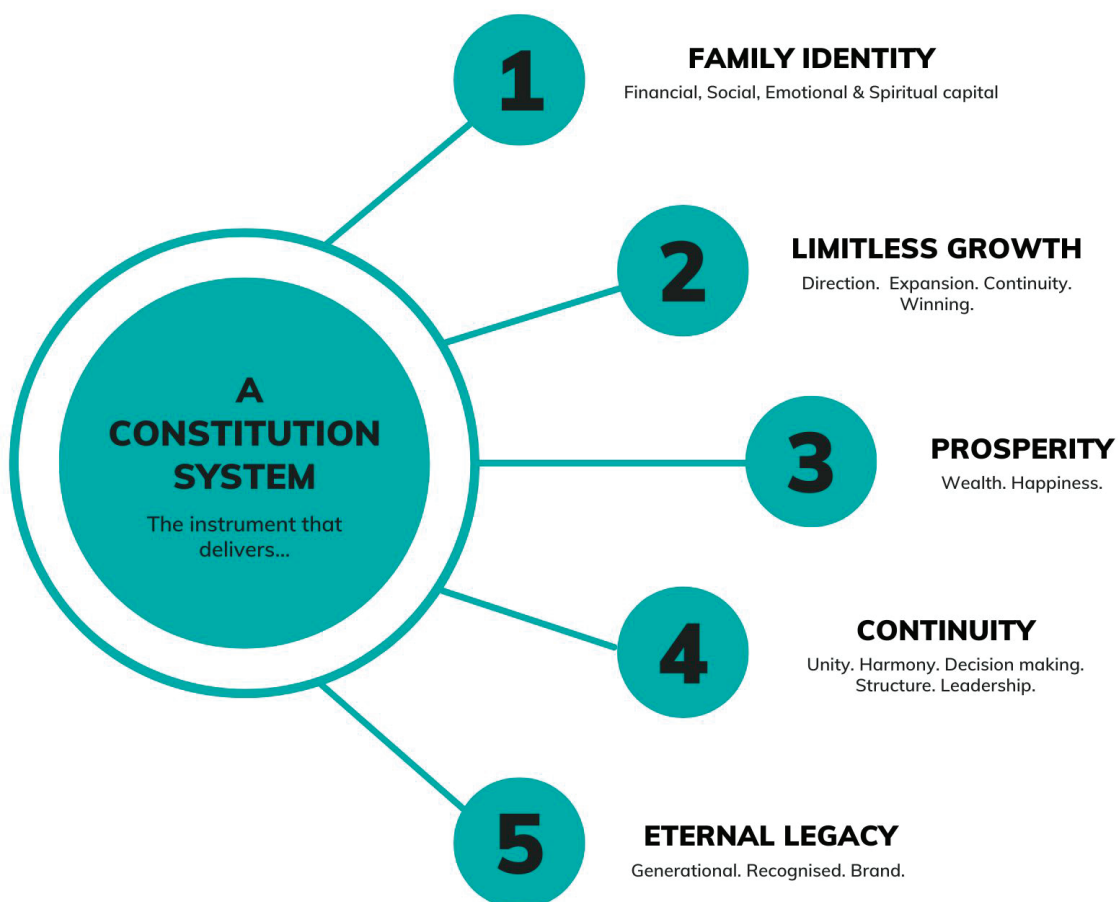 A
CONSTITUTION
SYSTEM
The instrument that
delivers...
1
FAMILY IDENTITY
Financial, Social, Emotional & Spiritual capital
2
LIMITLESS GROWTH
Direction.  Expansion. Continuity.
Winning.
3
PROSPERITY
Wealth. Happiness.
4
CONTINUITY
Unity. Harmony. Decision making.
Structure. Leadership.
5
ETERNAL LEGACY
Generational. Recognised. Brand.